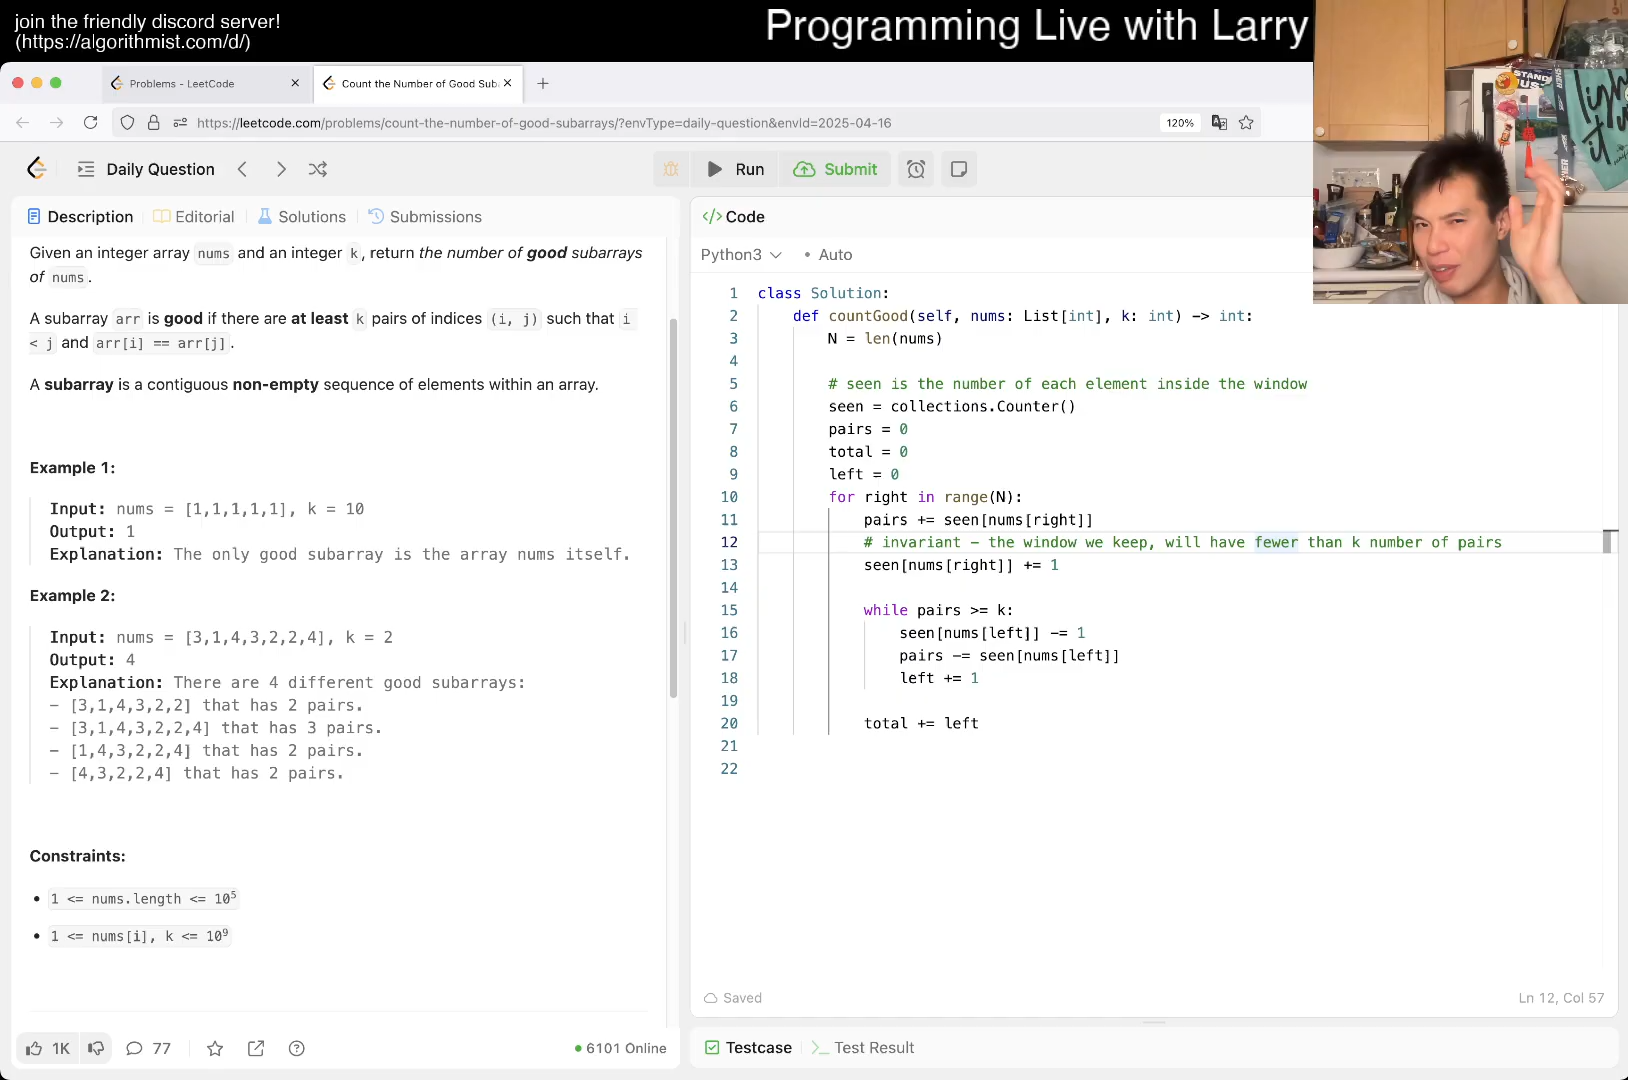 join the friendly discord server!
(https://algorithmist.com/d/)
Programming Live with Larry
Problems - LeetCode
Count the Number of Good Sub
https://leetcode.com/problems/count-the-number-of-good-subarrays/?envType=daily-question&envId=2025-04-16
120%
Daily Question
Run
Submit
Description
Editorial
Solutions
Submissions
</> Code
Python3
• Auto
Given an integer array nums and an integer k, return the number of good subarrays
of nums.
A subarray arr is good if there are at least k pairs of indices (i, j) such that i
< j and arr[i] == arr[j].
A subarray is a contiguous non-empty sequence of elements within an array.
Example 1:
Input: nums = [1,1,1,1,1], k = 10
Output: 1
Explanation: The only good subarray is the array nums itself.
Example 2:
Input: nums = [3,1,4,3,2,2,4], k = 2
Output: 4
Explanation: There are 4 different good subarrays:
- [3,1,4,3,2,2] that has 2 pairs.
- [3,1,4,3,2,2,4] that has 3 pairs.
- [1,4,3,2,2,4] that has 2 pairs.
- [4,3,2,2,4] that has 2 pairs.
Constraints:
• 1 <= nums.length <= 10⁵
• 1 <= nums[i], k <= 10⁹
1K
77
• 6101 Online
1 class Solution:
2 def countGood(self, nums: List[int], k: int) -> int:
3 N = len(nums)
4
5 # seen is the number of each element inside the window
6 seen = collections.Counter()
7 pairs = 0
8 total = 0
9 left = 0
10 for right in range(N):
11 pairs += seen[nums[right]]
12 # invariant - the window we keep, will have fewer than k number of pairs
13 seen[nums[right]] += 1
14
15 while pairs >= k:
16 seen[nums[left]] -= 1
17 pairs -= seen[nums[left]]
18 left += 1
19
20 total += left
21
22
Saved
Ln 12, Col 57
Testcase
Test Result
STAND